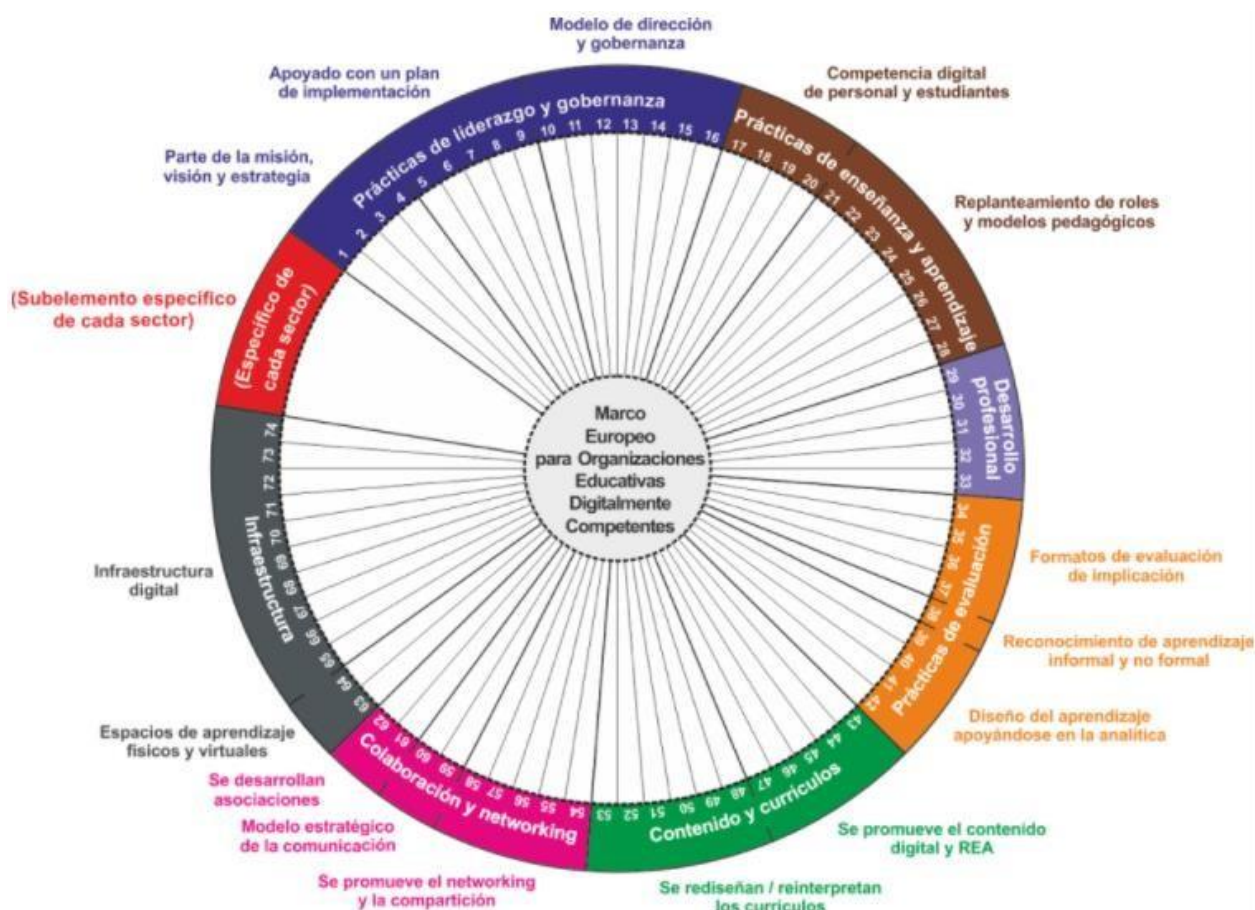 Modelo de dirección
y gobernanza
Apoyado con un plan
de implementación
Parte de la misión,
visión y estrategia
Competencia digital
de personal y estudiantes
Replanteamiento de roles
y modelos pedagógicos
(Subelemento específico
de cada sector)
Prácticas de liderazgo y gobernanza
Prácticas de enseñanza y aprendizaje
Desarrollo
profesional
Prácticas de evaluación
Contenido y currículos
Colaboración y networking
Infraestructura
(Específico de
cada sector)
1 2 3 4 5 6 7 8 9 10 11 12 13 14 15 16
17 18 19 20 21 22 23 24 25 26 27 28
29 30 31 32 33
34 35 36 37 38 39 40 41 42
43 44 45 46 47 48 49 50 51 52 53
54 55 56 57 58 59 60 61 62
63 64 65 66 67 68 69 70 71 72 73 74
Marco
Europeo
para Organizaciones
Educativas
Digitalmente
Competentes
Formatos de evaluación
de implicación
Reconocimiento de aprendizaje
informal y no formal
Diseño del aprendizaje
apoyándose en la analítica
Se promueve el contenido
digital y REA
Se rediseñan / reinterpretan
los currículos
Se promueve el networking
y la compartición
Modelo estratégico
de la comunicación
Se desarrollan
asociaciones
Espacios de aprendizaje
físicos y virtuales
Infraestructura
digital